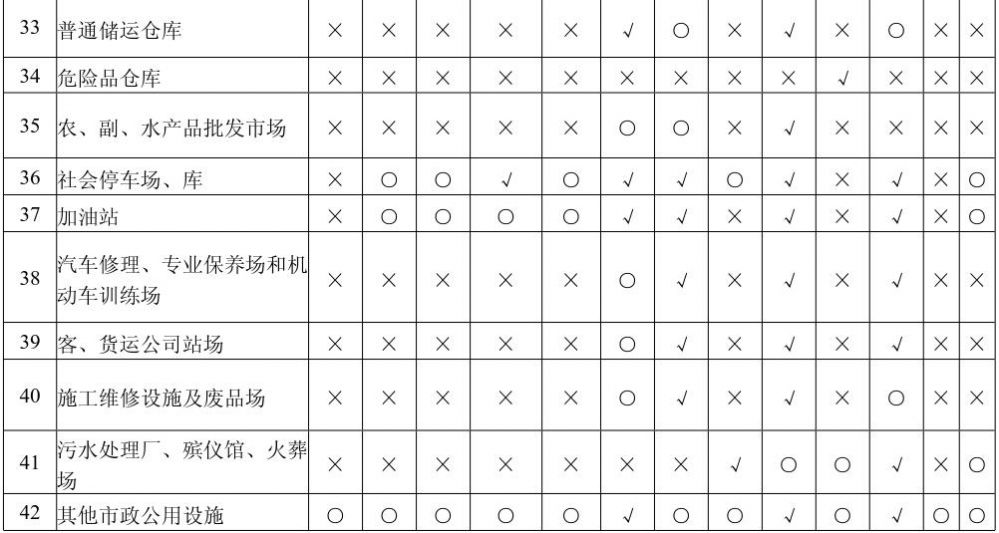 33 普通储运仓库 × × × × × √ ○ × √ × ○ × ×
34 危险品仓库 × × × × × × × × × √ × × ×
35 农、副、水产品批发市场 × × × × × ○ ○ × √ × × × ×
36 社会停车场、库 × ○ ○ √ ○ √ √ ○ √ × √ × ○
37 加油站 × ○ ○ ○ ○ √ √ × √ × √ × ○
38 汽车修理、专业保养场和机
动车训练场 × × × × × ○ √ × √ × √ × ×
39 客、货运公司站场 × × × × × ○ √ × √ × √ × ×
40 施工维修设施及废品场 × × × × × ○ √ × √ × ○ × ×
41 污水处理厂、殡仪馆、火葬
场 × × × × × × × √ ○ ○ √ × ○
42 其他市政公用设施 ○ ○ ○ ○ ○ √ ○ ○ √ ○ √ ○ ○